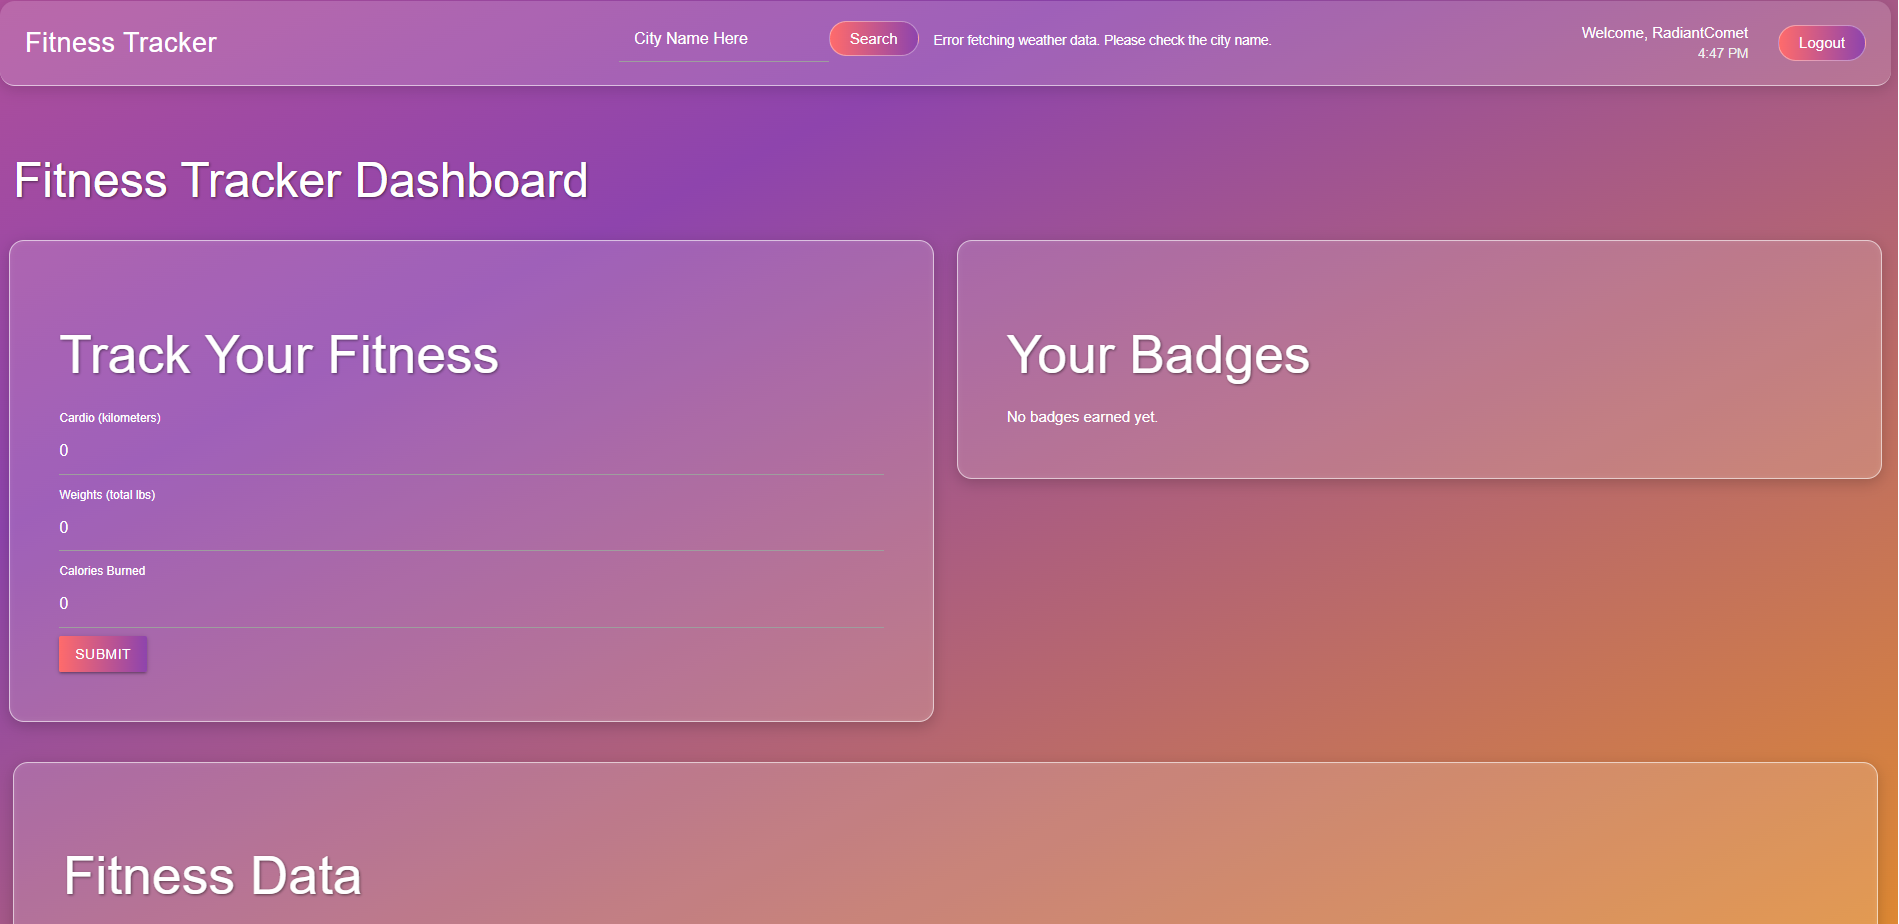 Fitness Tracker
City Name Here
Search
Error fetching weather data. Please check the city name.
Welcome, RadiantComet
4:47 PM
Logout
Fitness Tracker Dashboard
Track Your Fitness
Cardio (kilometers)
0
Weights (total lbs)
0
Calories Burned
0
SUBMIT
Your Badges
No badges earned yet.
Fitness Data